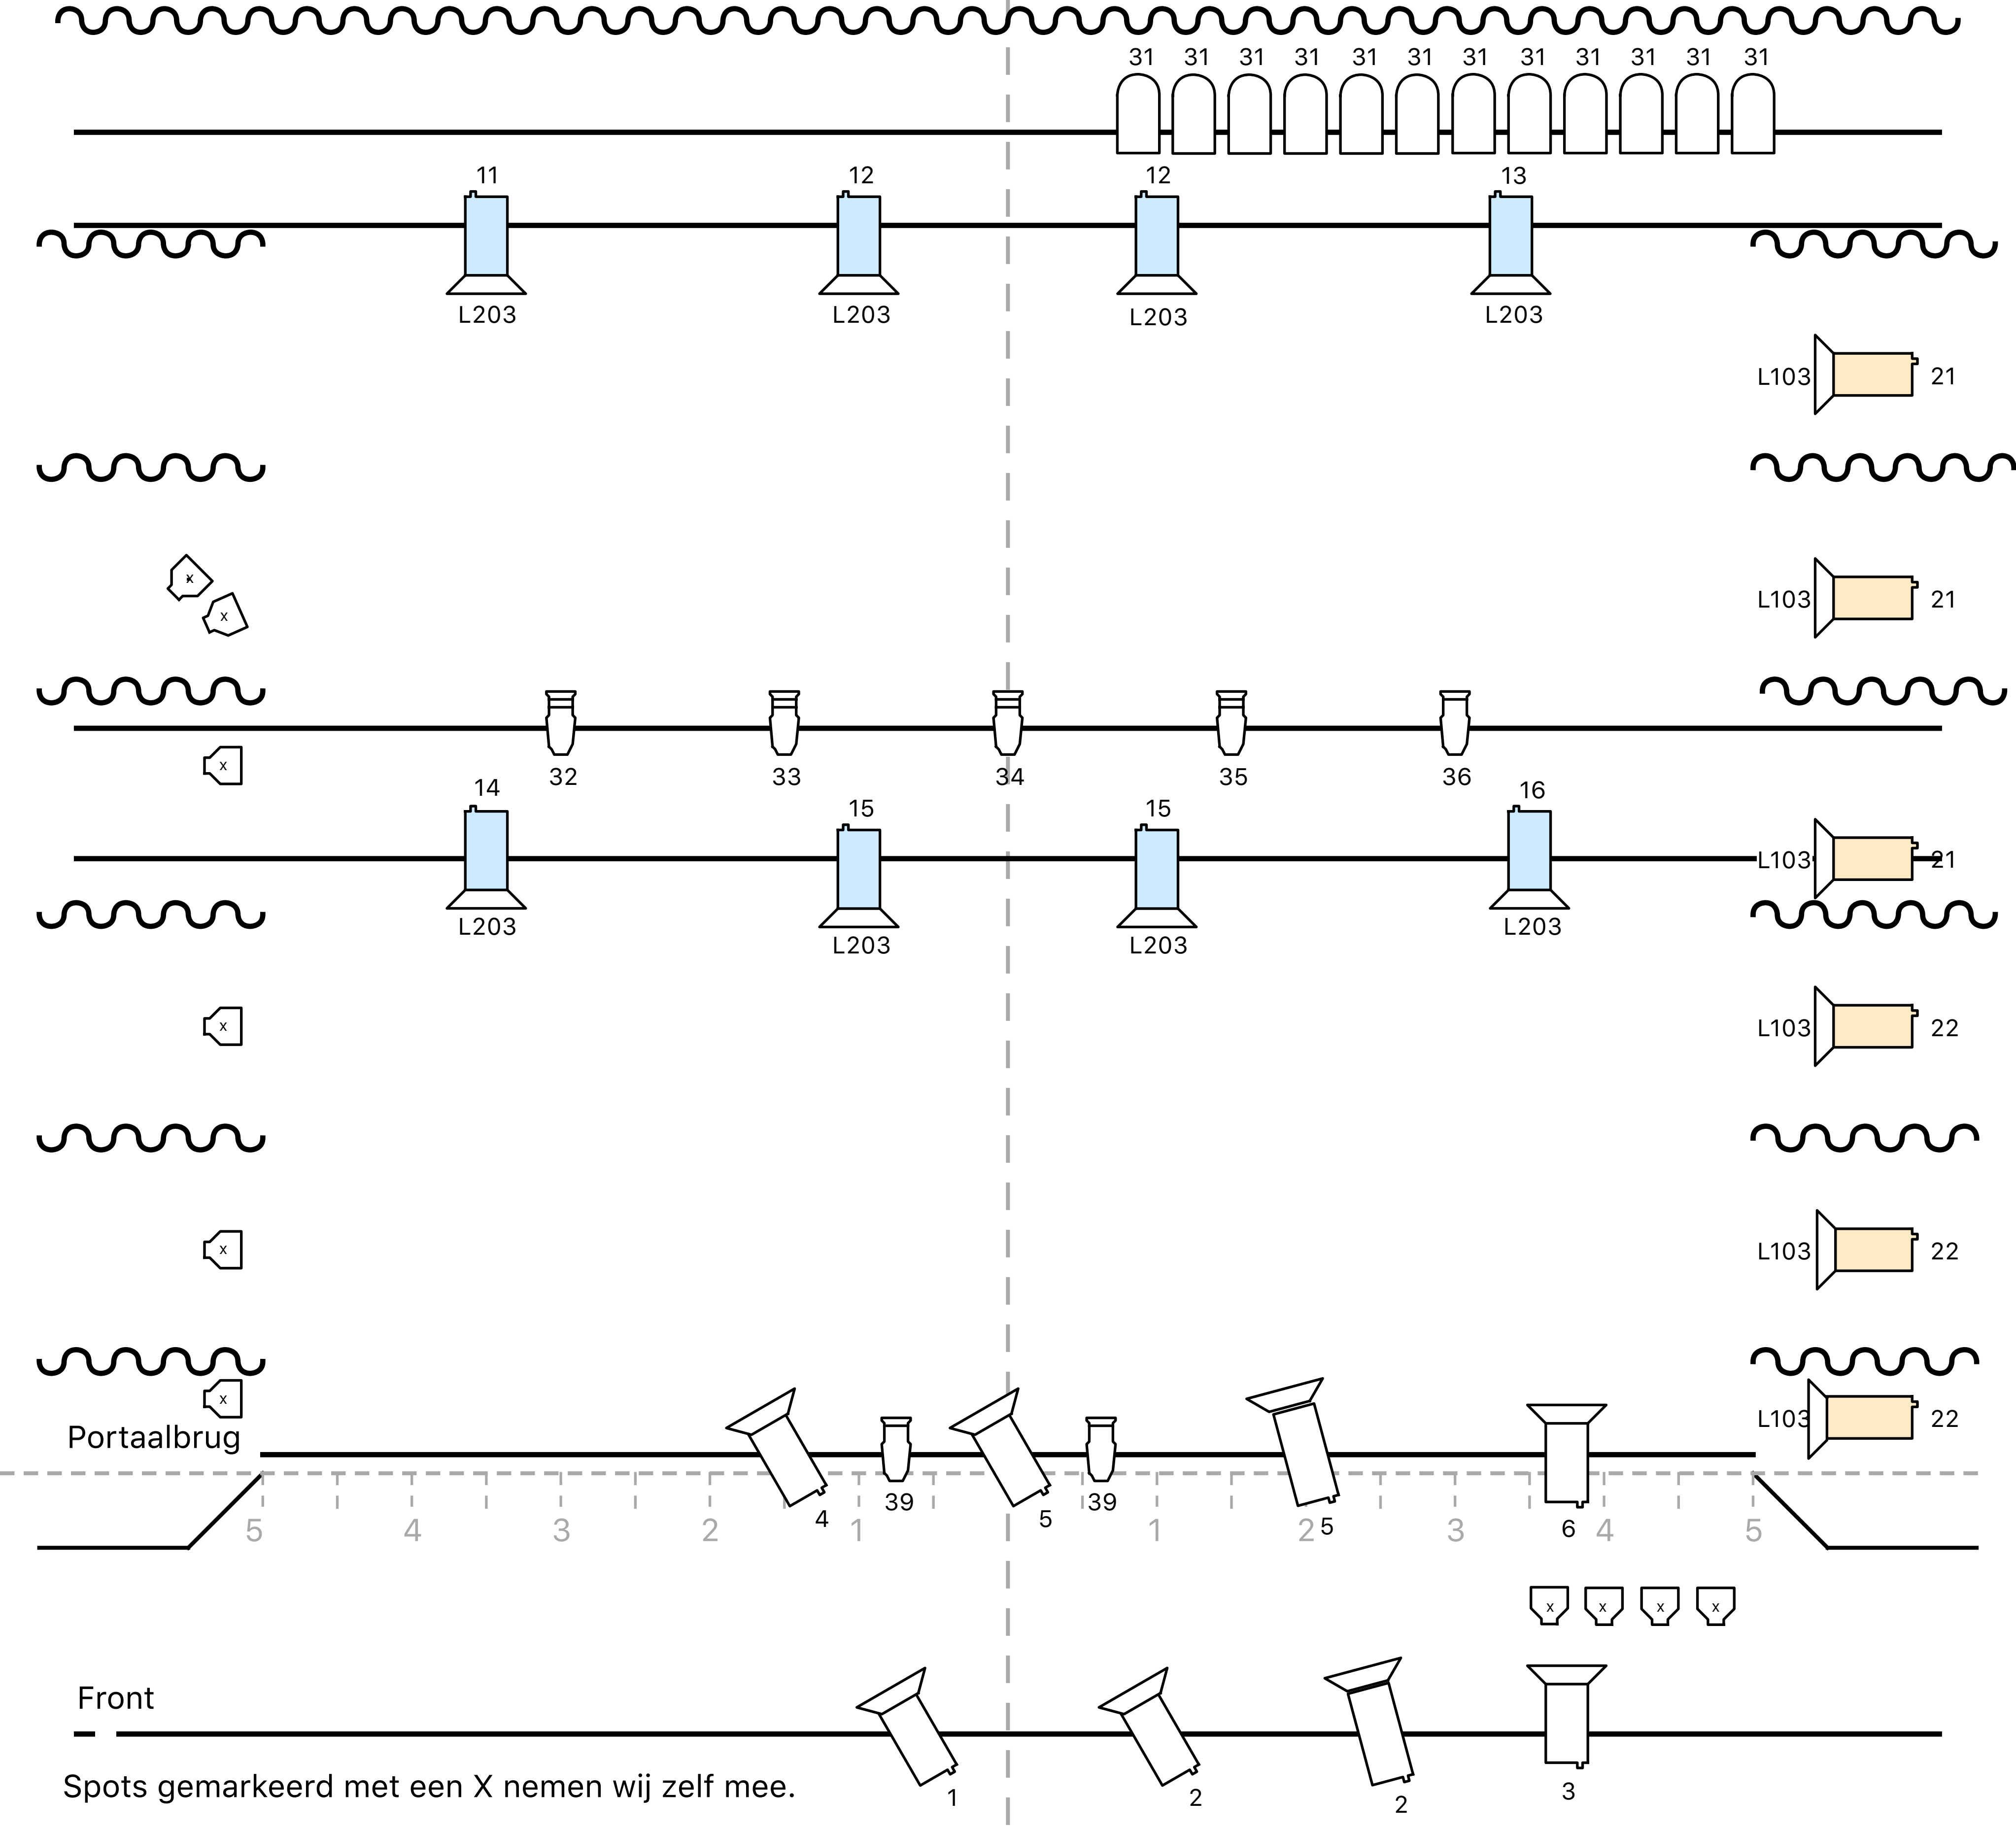 31 31 31 31 31 31 31 31 31 31 31 31
11 12 12 13
L203 L203 L203 L203
L103 21
x
L103 21
x
x
32 33 34 35 36
14 15 15 16
L103 21
L203 L203 L203 L203
x
L103 22
x
L103 22
x
L103 22
Portaalbrug
4 39 5 39 5 6
5 4 3 2 1 1 2 3 4 5
x x x x
Front
1 2 2 3
Spots gemarkeerd met een X nemen wij zelf mee.